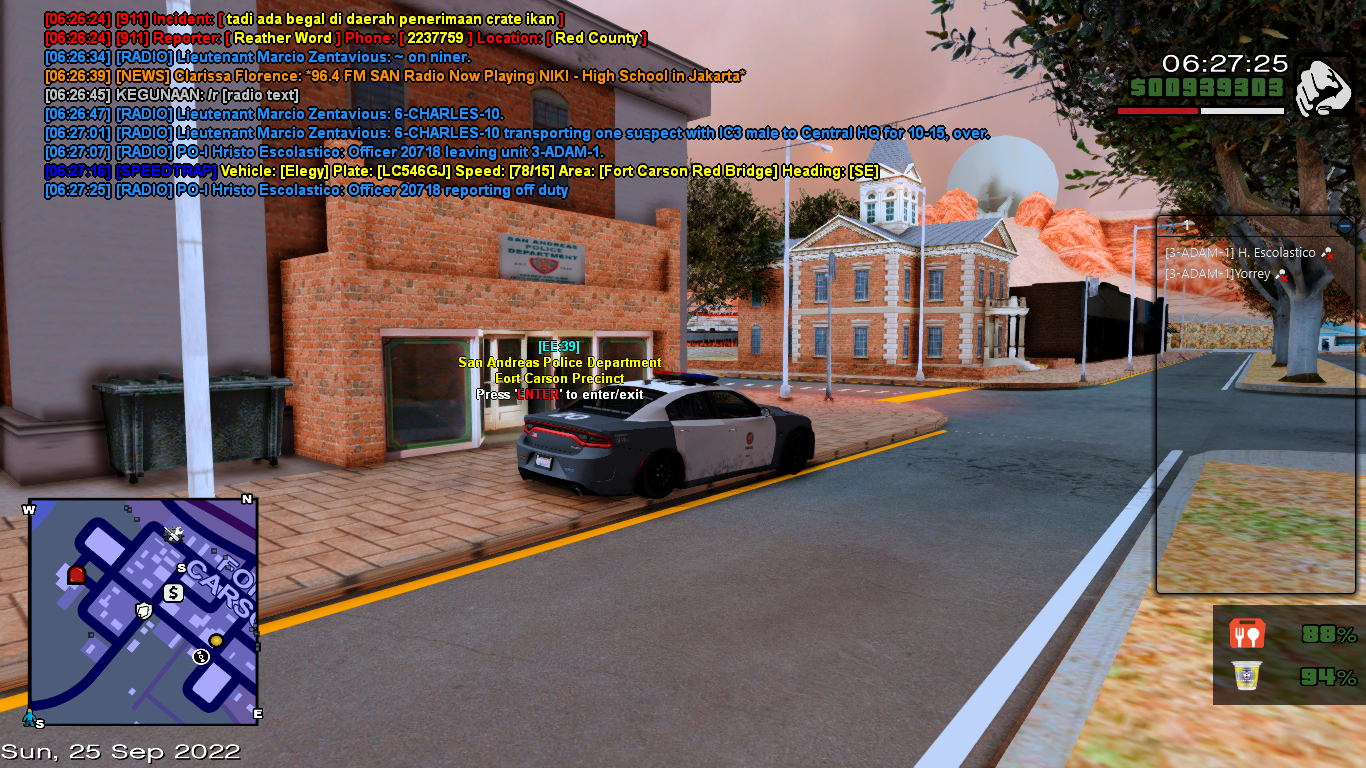 [06:26:24] [911] Incident: [ tadi ada begal di daerah penerimaan crate ikan ]
[06:26:24] [911] Reporter: [ Reather Word ] Phone: [ 2237759 ] Location: [ Red County ]
[06:26:34] [RADIO] Lieutenant Marcio Zentavious: ~ on niner.
[06:26:39] [NEWS] Clarissa Florence: *96.4 FM SAN Radio Now Playing NIKI - High School in Jakarta*
[06:26:45] KEGUNAAN: /r [radio text]
[06:26:47] [RADIO] Lieutenant Marcio Zentavious: 6-CHARLES-10.
[06:27:01] [RADIO] Lieutenant Marcio Zentavious: 6-CHARLES-10 transporting one suspect with IC3 male to Central HQ for 10-15, over.
[06:27:07] [RADIO] PO-I Hristo Escolastico: Officer 20718 leaving unit 3-ADAM-1.
[06:27:16] [SPEEDTRAP] Vehicle: [Elegy] Plate: [LC546GJ] Speed: [78/15] Area: [Fort Carson Red Bridge] Heading: [SE]
[06:27:25] [RADIO] PO-I Hristo Escolastico: Officer 20718 reporting off duty
06:27:25
$00939303
1
[3-ADAM-1] H. Escolastico
[3-ADAM-1]Yorrey
SAN ANDREAS
POLICE
DEPARTMENT
[EE:39]
San Andreas Police Department
Fort Carson Precinct
Press 'ENTER' to enter/exit
N
W
S
FO
CARS
$
E
S
88%
94%
Sun, 25 Sep 2022